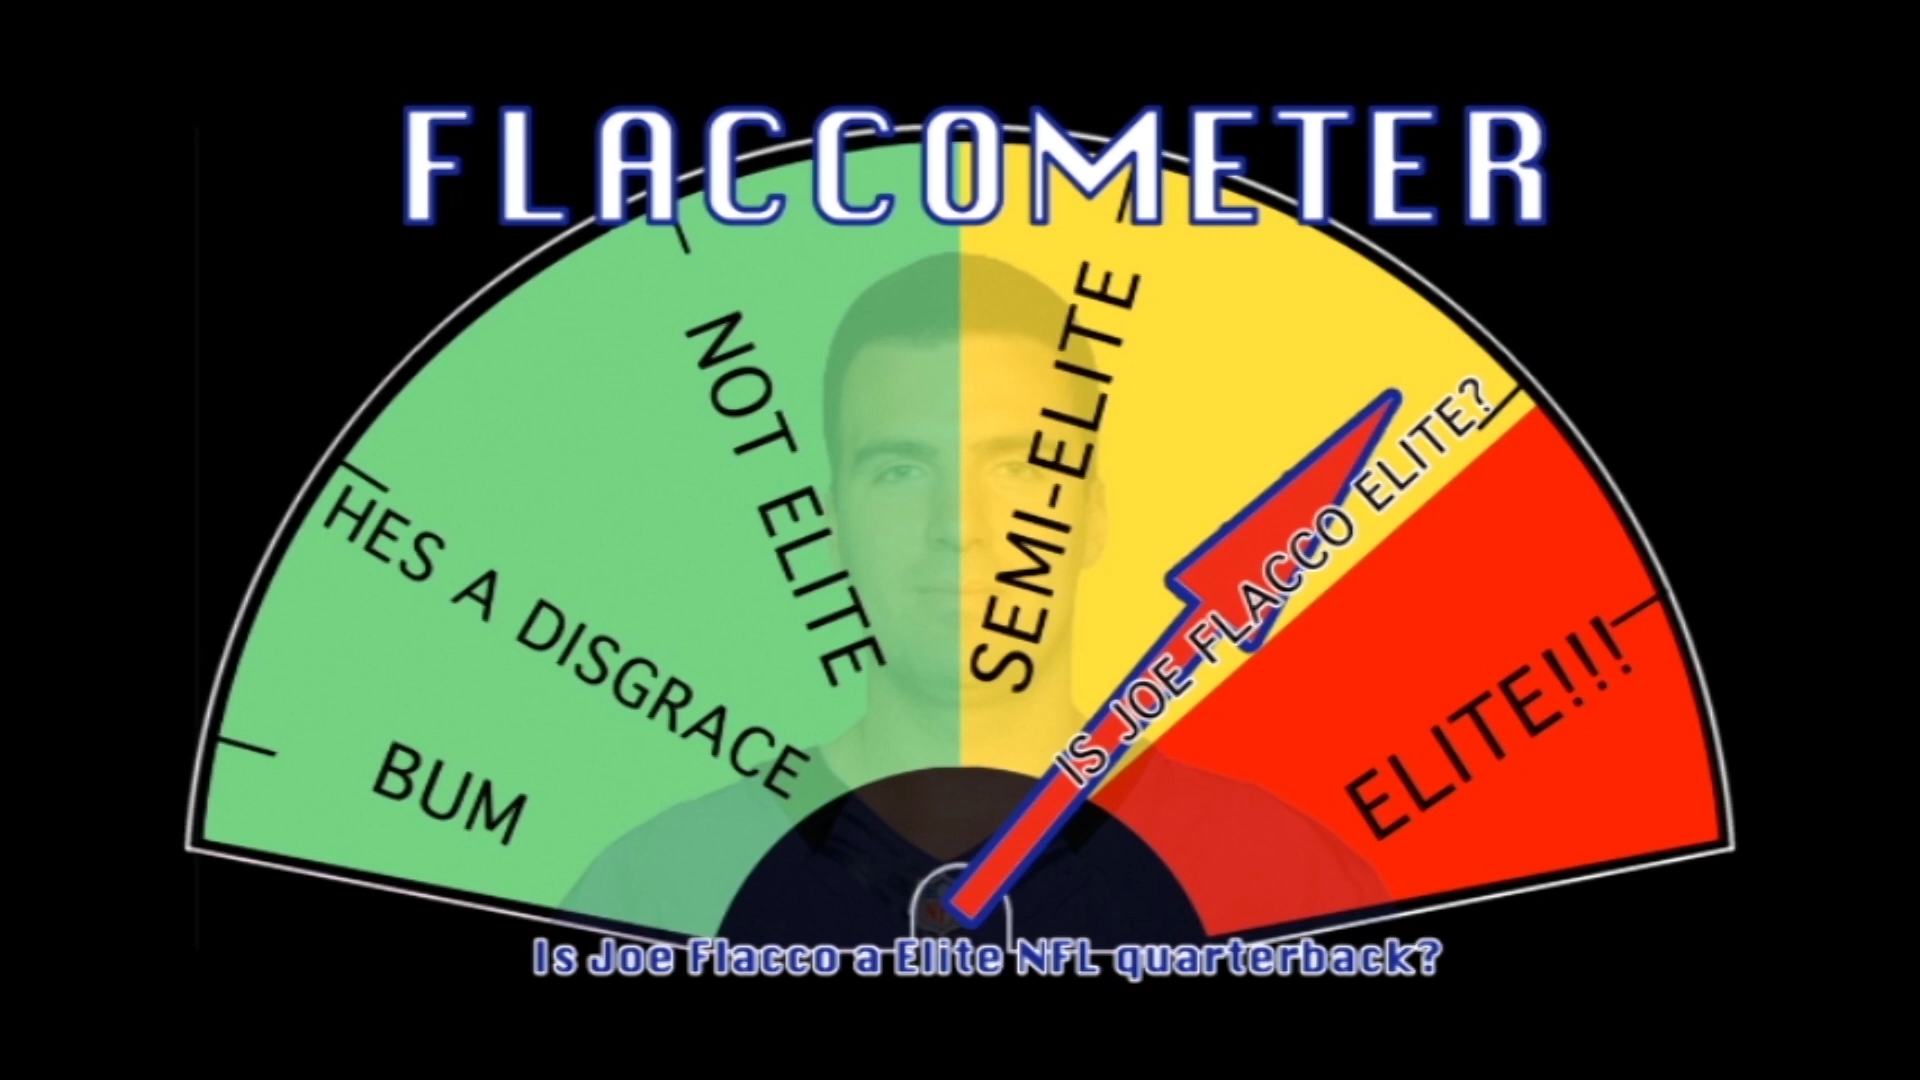 FLACCOMETER
BUM
HES A DISGRACE
NOT ELITE
SEMI-ELITE
IS JOE FLACCO ELITE?
ELITE!!!
Is Joe Flacco a Elite NFL quarterback?